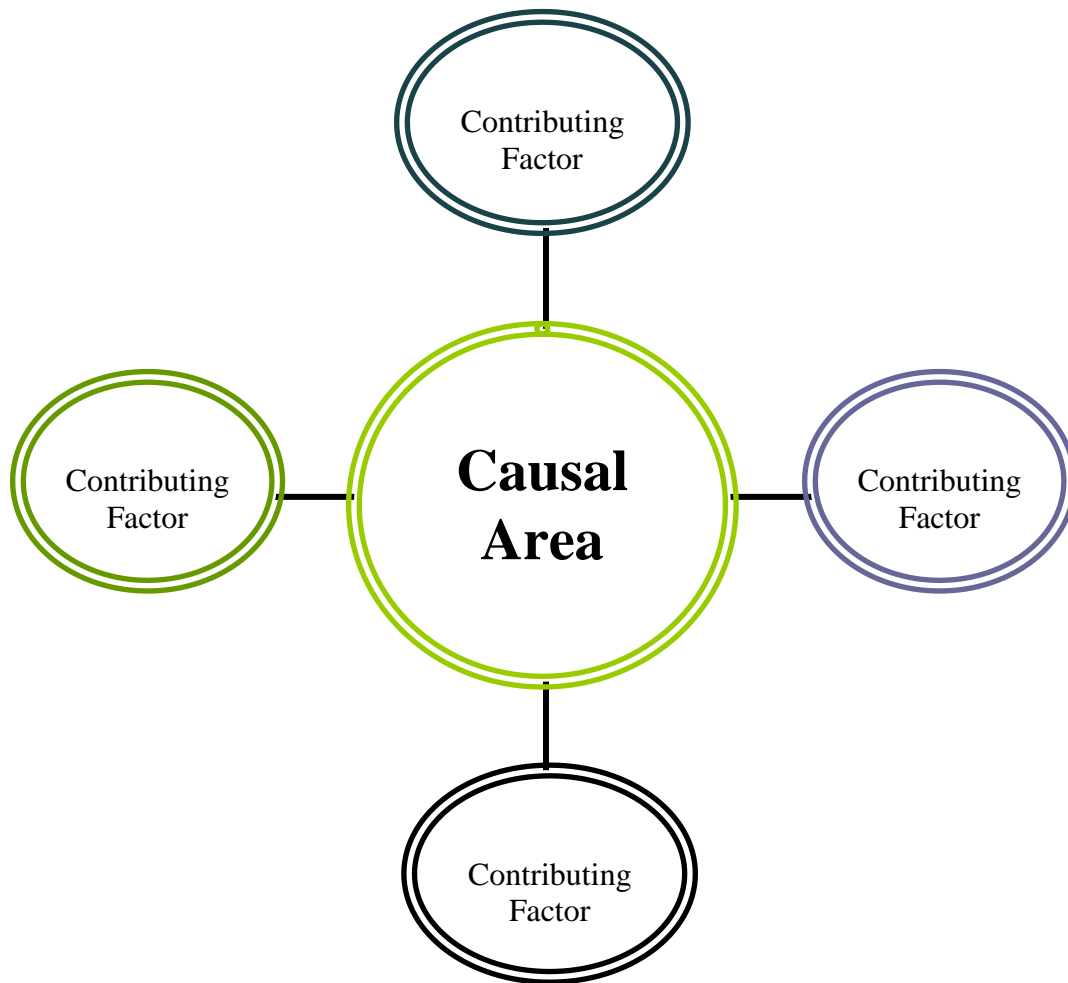 Contributing
Factor
Contributing
Factor
Causal
Area
Contributing
Factor
Contributing
Factor